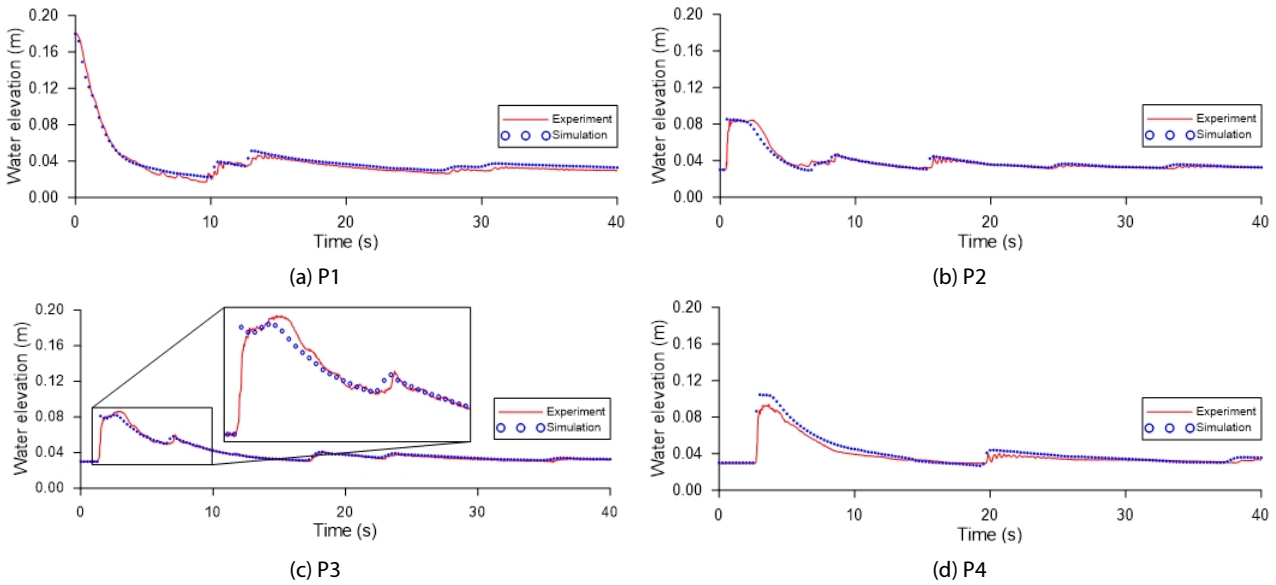 Water elevation (m)
0.20
0.16
0.12
0.08
0.04
0.00
Experiment
Simulation
0 10 20 30 40
Time (s)
(a) P1
Water elevation (m)
0.20
0.16
0.12
0.08
0.04
0.00
Experiment
Simulation
0 10 20 30 40
Time (s)
(b) P2
Water elevation (m)
0.20
0.16
0.12
0.08
0.04
0.00
Experiment
Simulation
0 10 20 30 40
Time (s)
(c) P3
Water elevation (m)
0.20
0.16
0.12
0.08
0.04
0.00
Experiment
Simulation
0 10 20 30 40
Time (s)
(d) P4